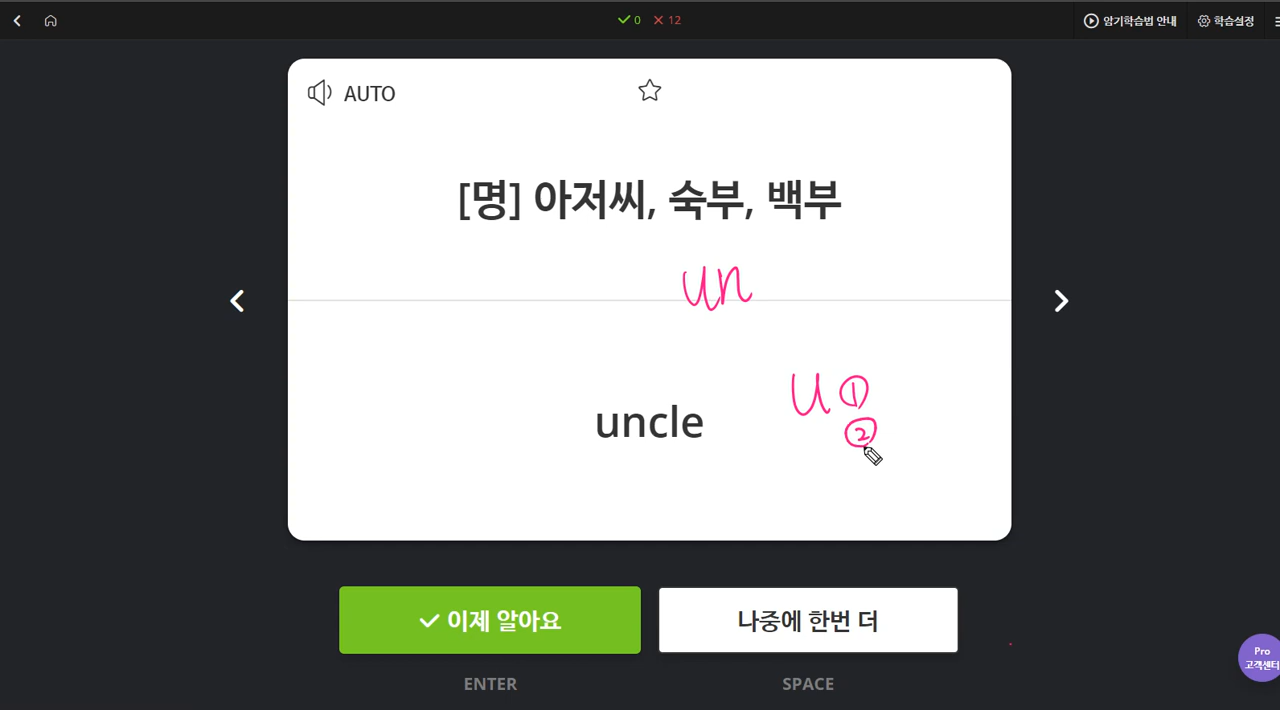 0 12 암기학습법 안내 학습설정
AUTO
[명] 아저씨, 숙부, 백부
un
u ①
②
uncle
이제 알아요 나중에 한번 더
ENTER SPACE
Pro
고객센터